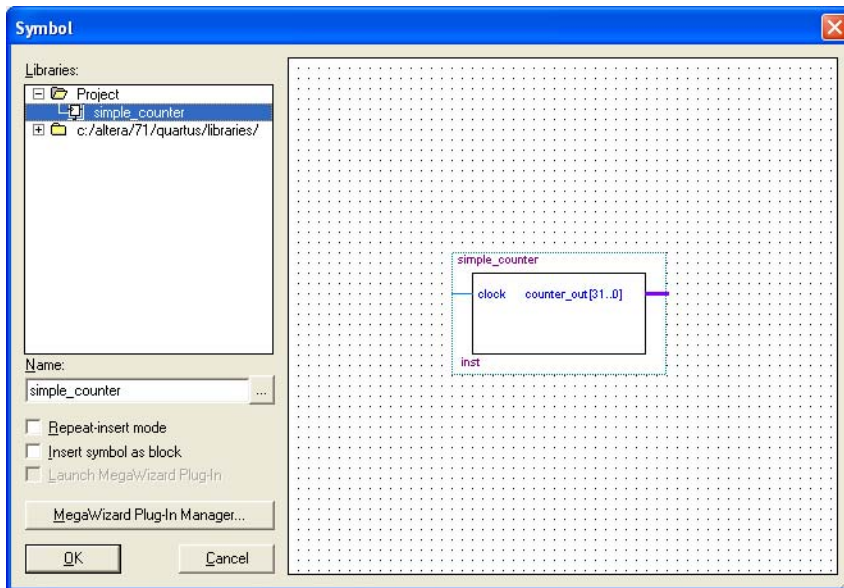 Symbol
Libraries:
Project
simple_counter
c:/altera/71/quartus/libraries/
Name:
simple_counter
...
Repeat-insert mode
Insert symbol as block
Launch MegaWizard Plug-In
MegaWizard Plug-In Manager...
OK
Cancel
simple_counter
clock
counter_out[31..0]
inst